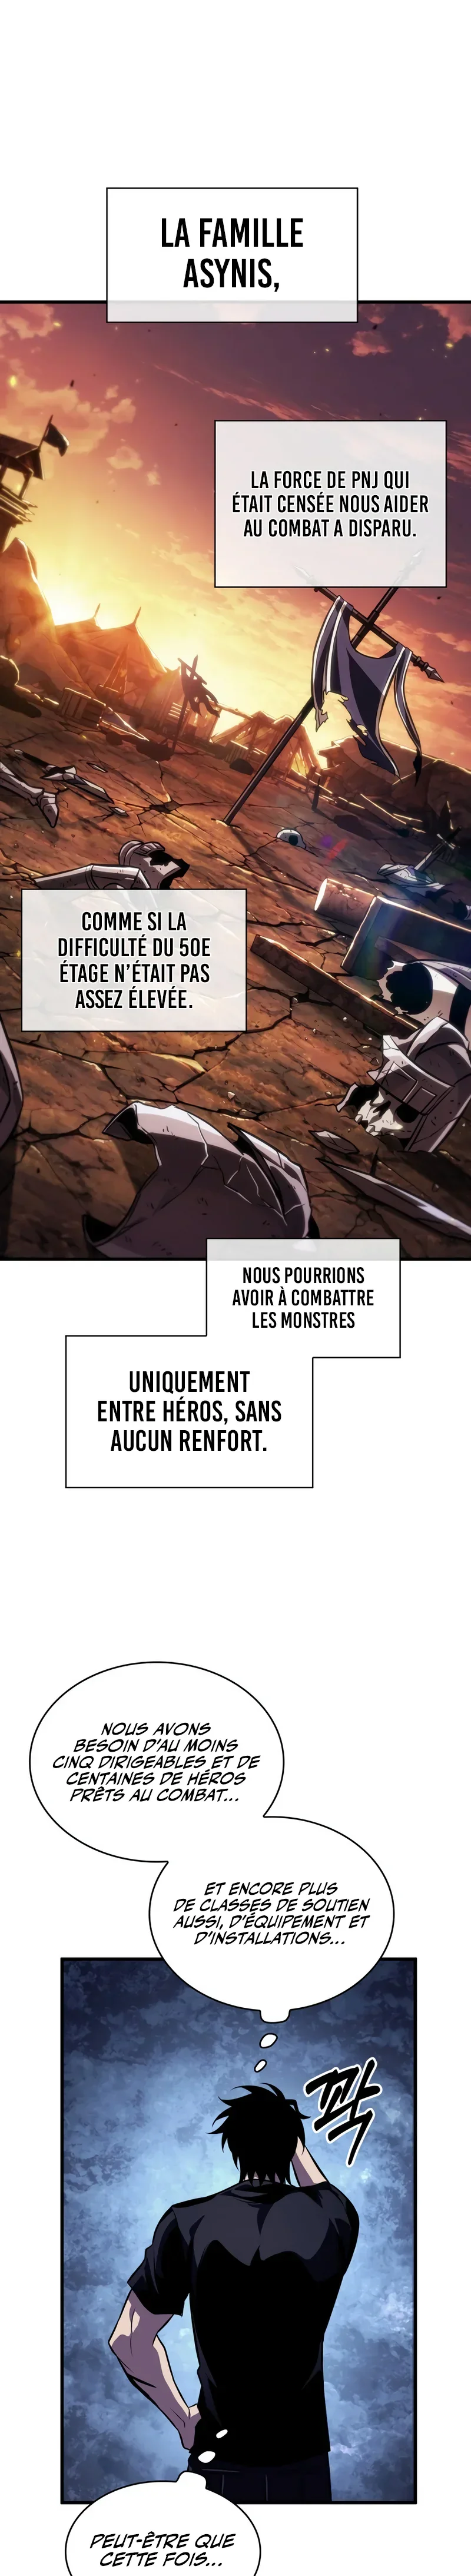 LA FAMILLE
ASYNIS,
LA FORCE DE PNJ QUI
ÉTAIT CENSÉE NOUS AIDER
AU COMBAT A DISPARU.
COMME SI LA
DIFFICULTÉ DU 50E
ÉTAGE N'ÉTAIT PAS
ASSEZ ÉLEVÉE.
NOUS POURRIONS
AVOIR À COMBATTRE
LES MONSTRES
UNIQUEMENT
ENTRE HÉROS, SANS
AUCUN RENFORT.
NOUS AVONS
BESOIN D'AU MOINS
CINQ DIRIGEABLES ET DE
CENTAINES DE HÉROS
PRÊTS AU COMBAT...
ET ENCORE PLUS
DE CLASSES DE SOUTIEN
AUSSI, D'ÉQUIPEMENT ET
D'INSTALLATIONS...
PEUT-ÊTRE QUE
CETTE FOIS...